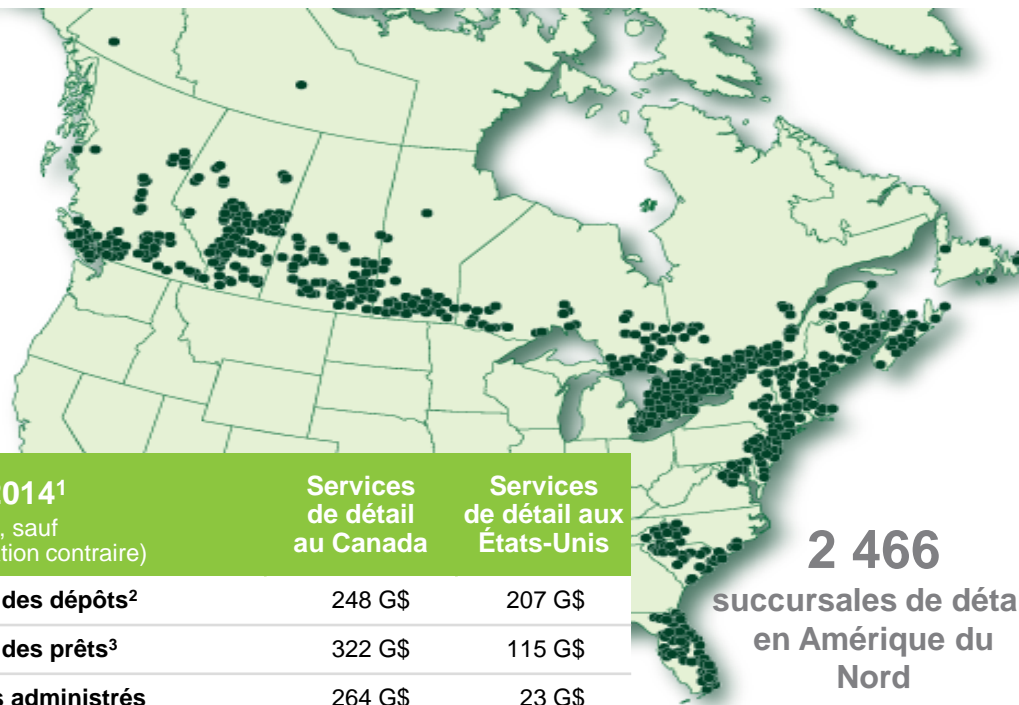 2014¹
Services de détail au Canada
Services de détail aux États-Unis
, sauf
tion contraire)
des dépôts² 248 G$ 207 G$
des prêts³ 322 G$ 115 G$
s administrés 264 G$ 23 G$
2 466
succursales de déta
en Amérique du
Nord